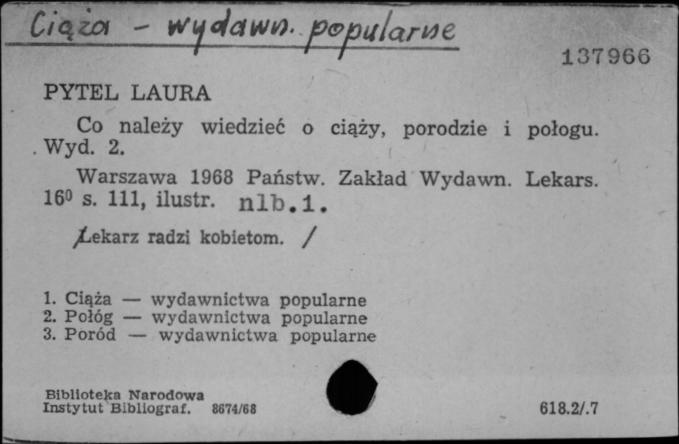 Ciąża - wydawn. popularne
137966
PYTEL LAURA
Co należy wiedzieć o ciąży, porodzie i połogu.
Wyd. 2.
Warszawa 1968 Państw. Zakład Wydawn. Lekars.
16⁰ s. 111, ilustr. nlb.1.
/Lekarz radzi kobietom. /
1. Ciąża — wydawnictwa popularne
2. Połóg — wydawnictwa popularne
3. Poród — wydawnictwa popularne
Biblioteka Narodowa
Instytut Bibliograf. 8674/68
618.2/.7